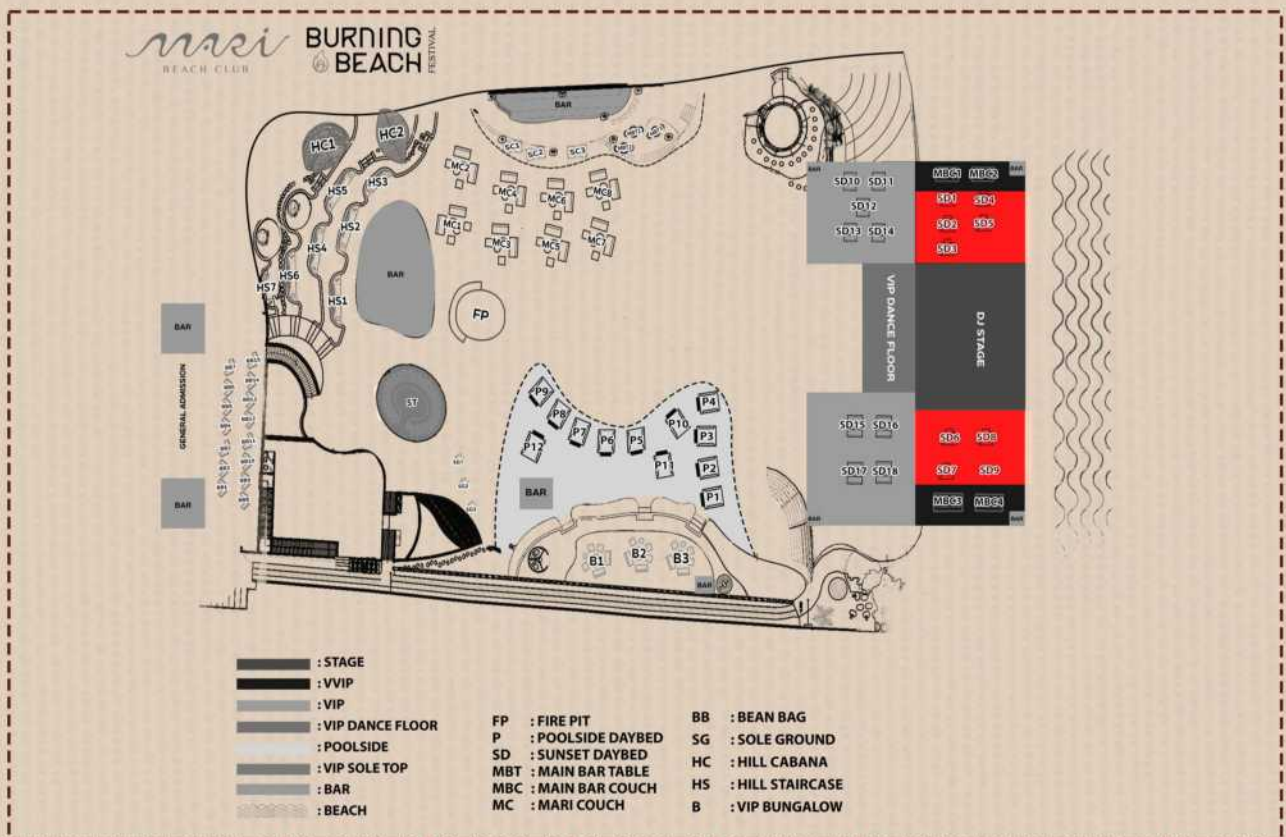 MARI
BEACH CLUB
BURNING
BEACH
FESTIVAL
BAR
HC1
HC2
HS5
HS3
HS2
HS4
HS6
HS7
HS1
BAR
SC1
SC2
SC3
MC2
MC4
MC6
MC8
MC1
MC3
MC5
MC7
FP
ST
BAR
GENERAL ADMISSION
BAR
BAR
SD10
SD11
SD12
SD13
SD14
BAR
MBC1
MBC2
SD1
SD4
SD2
SD5
SD3
VIP DANCE FLOOR
DJ STAGE
SD15
SD16
SD17
SD18
BAR
SD6
SD8
SD7
SD9
MBC3
MBC4
BAR
P9
P8
P7
P6
P5
P10
P4
P3
P12
P1
P2
P1
BAR
B1
B2
B3
BAR
: STAGE
: VVIP
: VIP
: VIP DANCE FLOOR
: POOLSIDE
: VIP SOLE TOP
: BAR
: BEACH
FP : FIRE PIT
P : POOLSIDE DAYBED
SD : SUNSET DAYBED
MBT : MAIN BAR TABLE
MBC : MAIN BAR COUCH
MC : MARI COUCH
BB : BEAN BAG
SG : SOLE GROUND
HC : HILL CABANA
HS : HILL STAIRCASE
B : VIP BUNGALOW